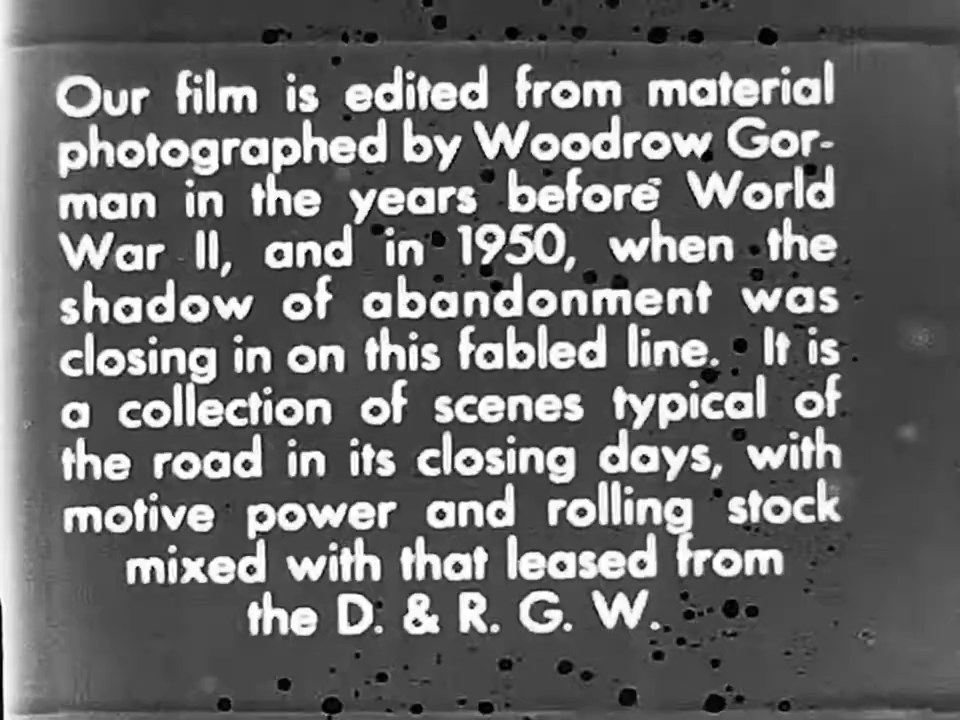 Our film is edited from material
photographed by Woodrow Gor-
man in the years before World
War II, and in 1950, when the
shadow of abandonment was
closing in on this fabled line. It is
a collection of scenes typical of
the road in its closing days, with
motive power and rolling stock
mixed with that leased from
the D. & R. G. W.